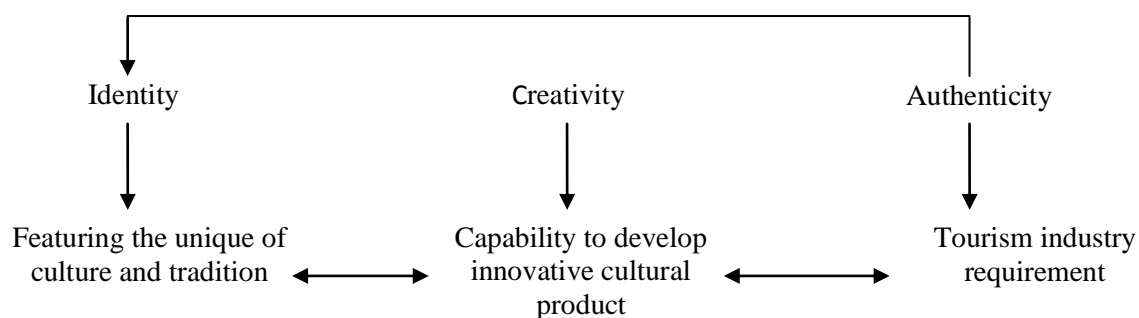 Identity
Creativity
Authenticity
Featuring the unique of
culture and tradition
Capability to develop
innovative cultural
product
Tourism industry
requirement